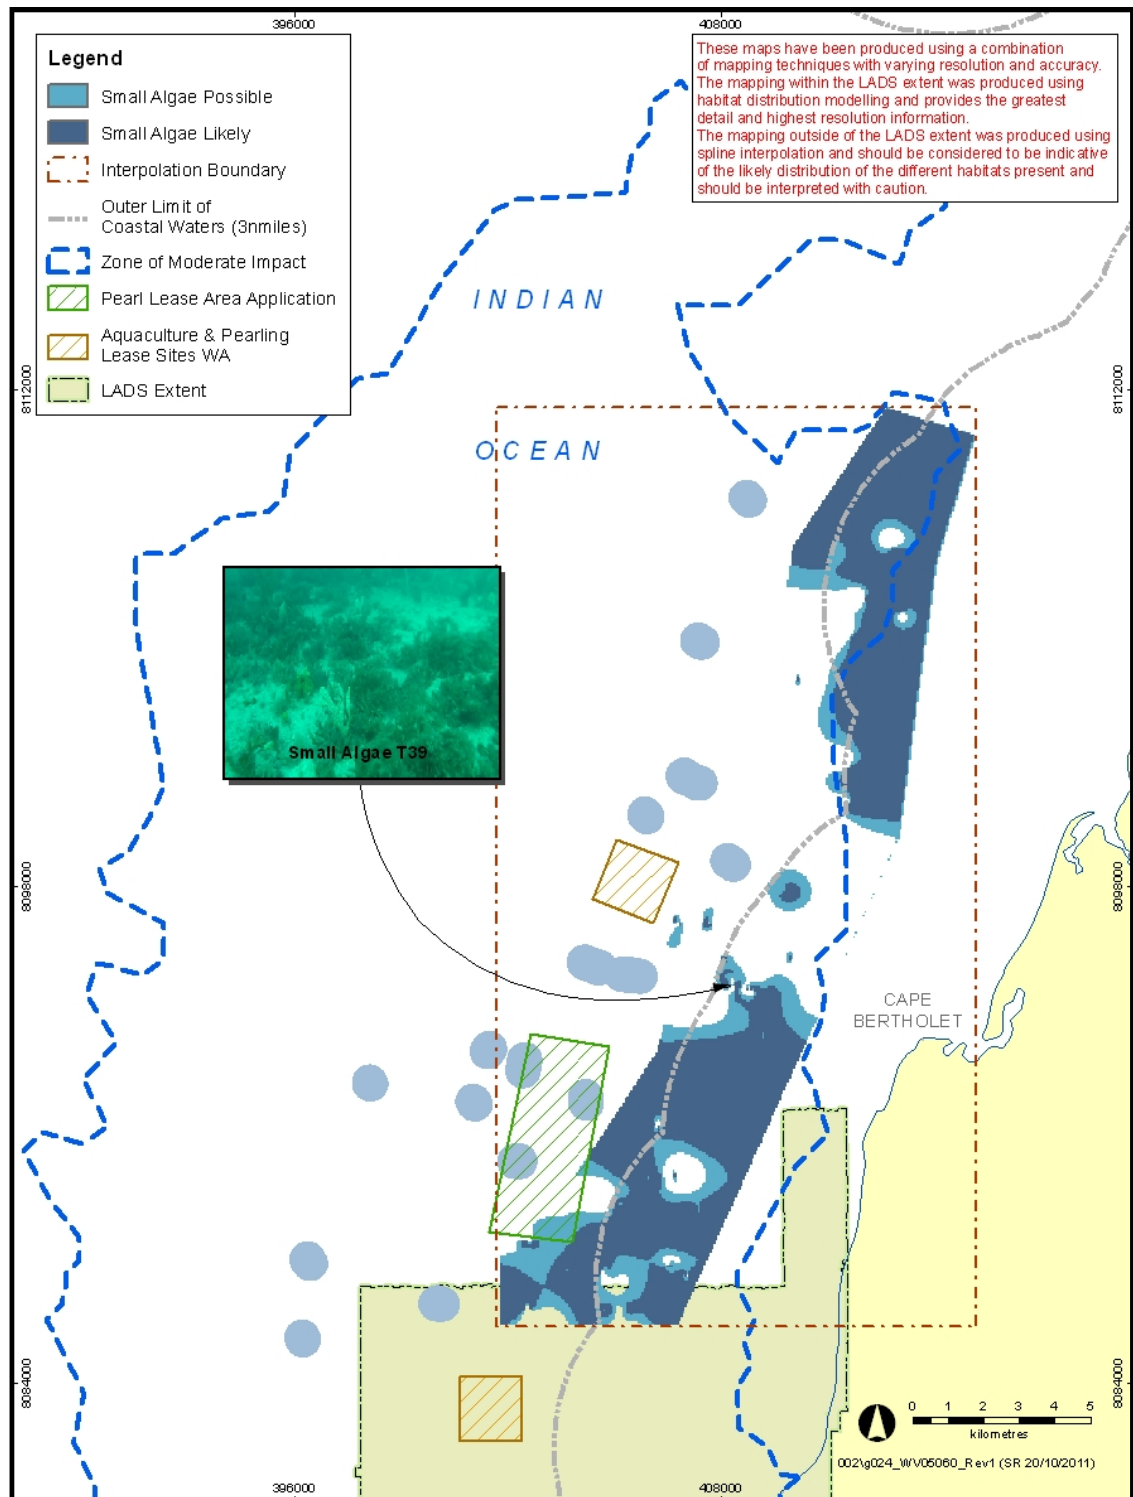 396000
408000
Legend
Small Algae Possible
Small Algae Likely
Interpolation Boundary
Outer Limit of
Coastal Waters (3nmiles)
Zone of Moderate Impact
Pearl Lease Area Application
Aquaculture & Pearling
Lease Sites WA
LADS Extent
These maps have been produced using a combination
of mapping techniques with varying resolution and accuracy.
The mapping within the LADS extent was produced using
habitat distribution modelling and provides the greatest
detail and highest resolution information.
The mapping outside of the LADS extent was produced using
spline interpolation and should be considered to be indicative
of the likely distribution of the different habitats present and
should be interpreted with caution.
INDIAN
8112000
8112000
OCEAN
Small Algae T39
8098000
8098000
CAPE
BERTHOLET
8084000
8084000
0 1 2 3 4 5
kilometres
002\g024_WV05060_Rev1 (SR 20/10/2011)
396000
408000